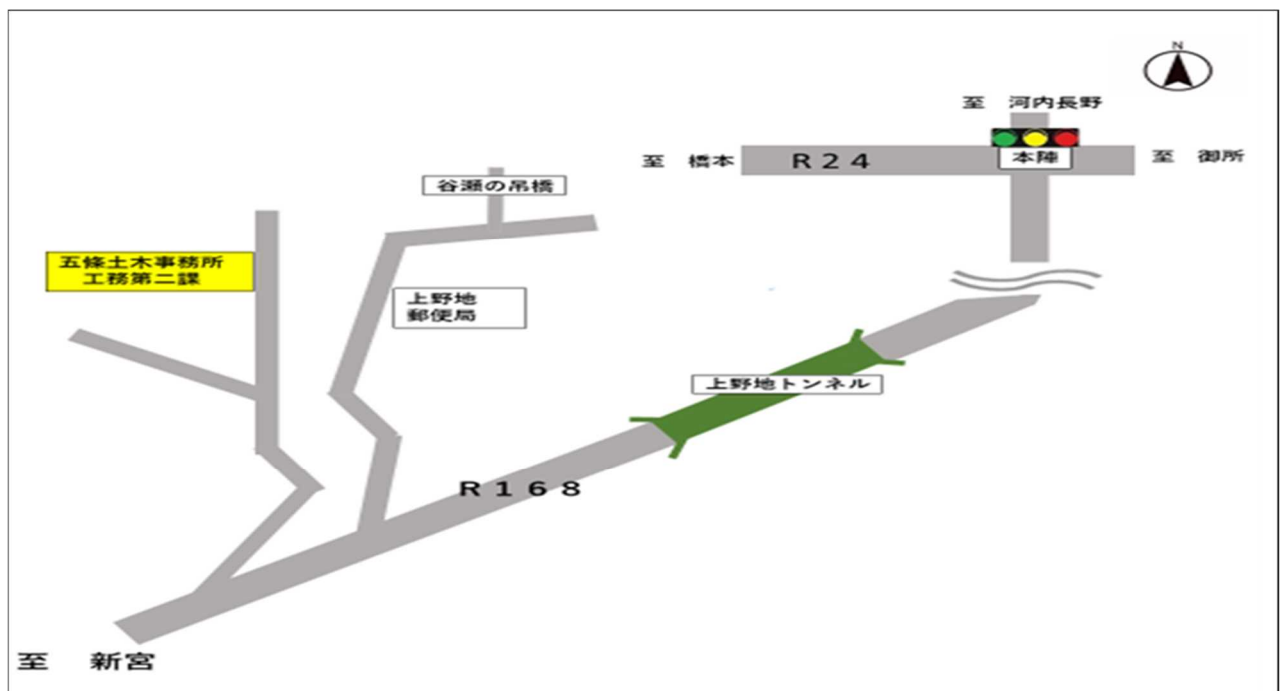 N
至 河内長野
至 橋本
R24
本陣
至 御所
谷瀬の吊橋
五條土木事務所
工務第二課
上野地
郵便局
上野地トンネル
R168
至 新宮